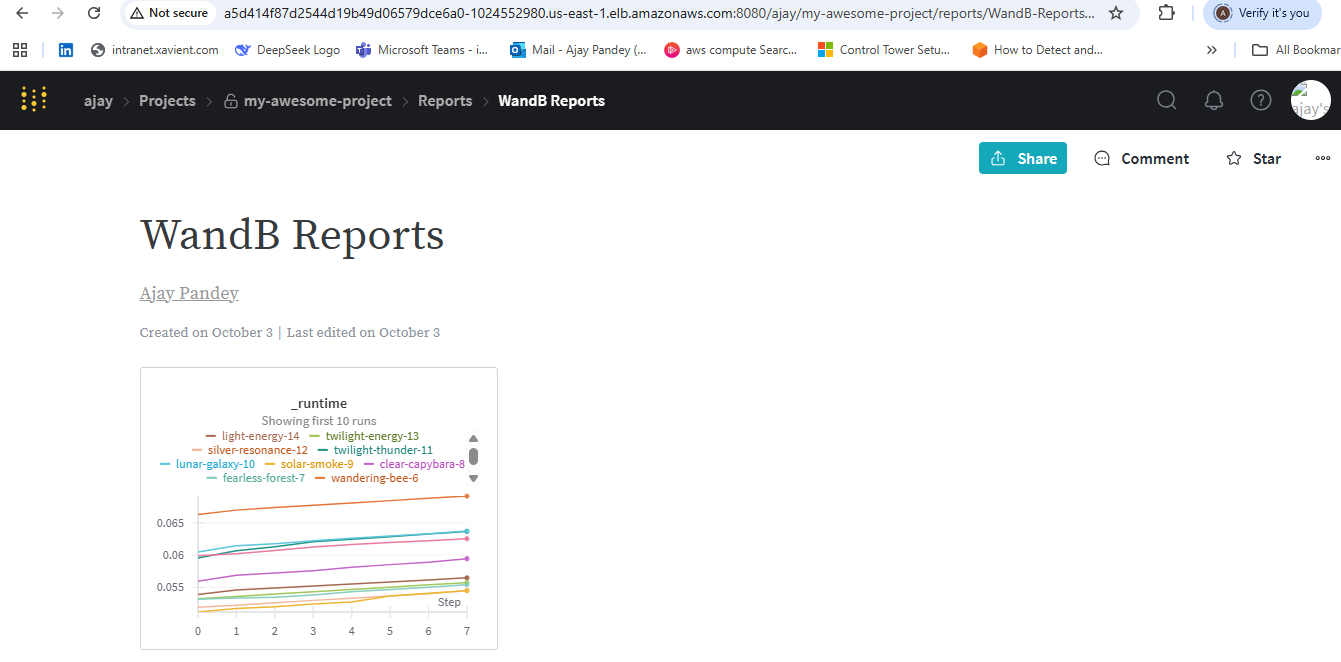 Not secure a5d414f87d2544d19b49d06579dce6a0-1024552980.us-east-1.elb.amazonaws.com:8080/ajay/my-awesome-project/reports/WandB-Reports... A Verify it's you
in intranet.xavient.com DeepSeek Logo Microsoft Teams - i... Mail - Ajay Pandey (... aws compute Searc... Control Tower Setu... How to Detect and... » All Bookmar
ajay > Projects > my-awesome-project > Reports > WandB Reports ajay's
Share Comment Star
WandB Reports
Ajay Pandey
Created on October 3 | Last edited on October 3
_runtime
Showing first 10 runs
light-energy-14 twilight-energy-13
silver-resonance-12 twilight-thunder-11
lunar-galaxy-10 solar-smoke-9 clear-capybara-8
fearless-forest-7 wandering-bee-6
0.065
0.06
0.055
Step
0 1 2 3 4 5 6 7